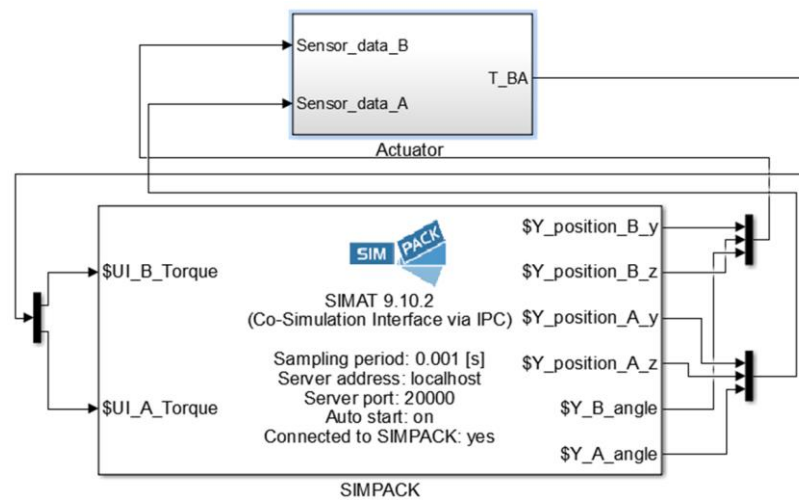 Sensor_data_B
T_BA
Sensor_data_A
Actuator
$UI_B_Torque
$UI_A_Torque
SIM PACK
SIMAT 9.10.2
(Co-Simulation Interface via IPC)
Sampling period: 0.001 [s]
Server address: localhost
Server port: 20000
Auto start: on
Connected to SIMPACK: yes
$Y_position_B_y
$Y_position_B_z
$Y_position_A_y
$Y_position_A_z
$Y_B_angle
$Y_A_angle
SIMPACK